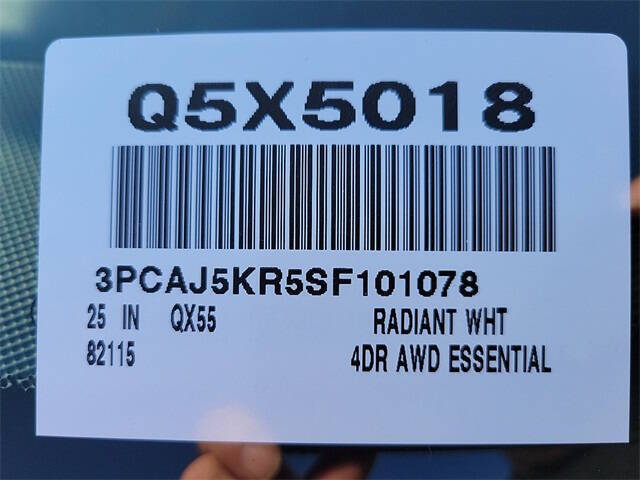 Q5X5018
3PCAJ5KR5SF101078
25 IN QX55 RADIANT WHT
82115 4DR AWD ESSENTIAL